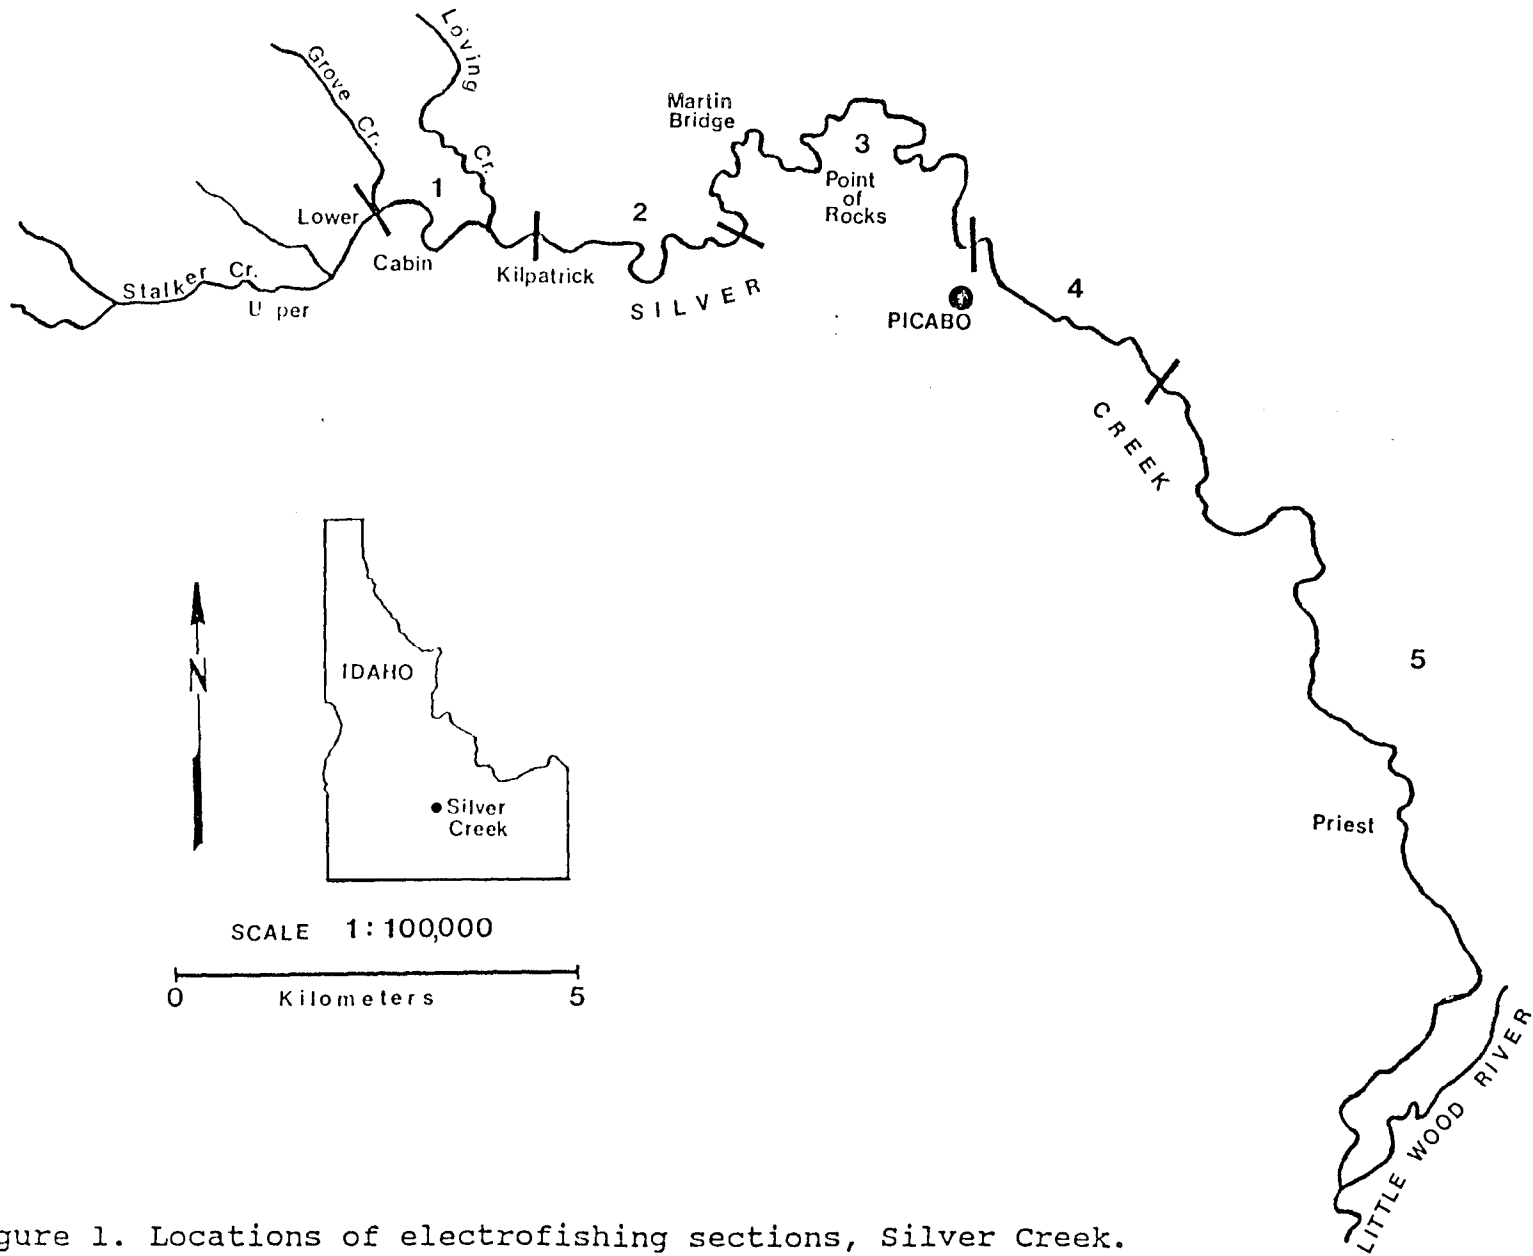 Grove Cr.
Loving Cr.
Martin
Bridge
1
2
3
Point
of
Rocks
Lower
Cabin
Kilpatrick
Stalker Cr.
SILVER
4
PICABO
CREEK
5
IDAHO
N
Silver
Creek
Priest
SCALE 1:100,000
0 Kilometers 5
LITTLE WOOD RIVER
gure 1. Locations of electrofishing sections, Silver Creek.